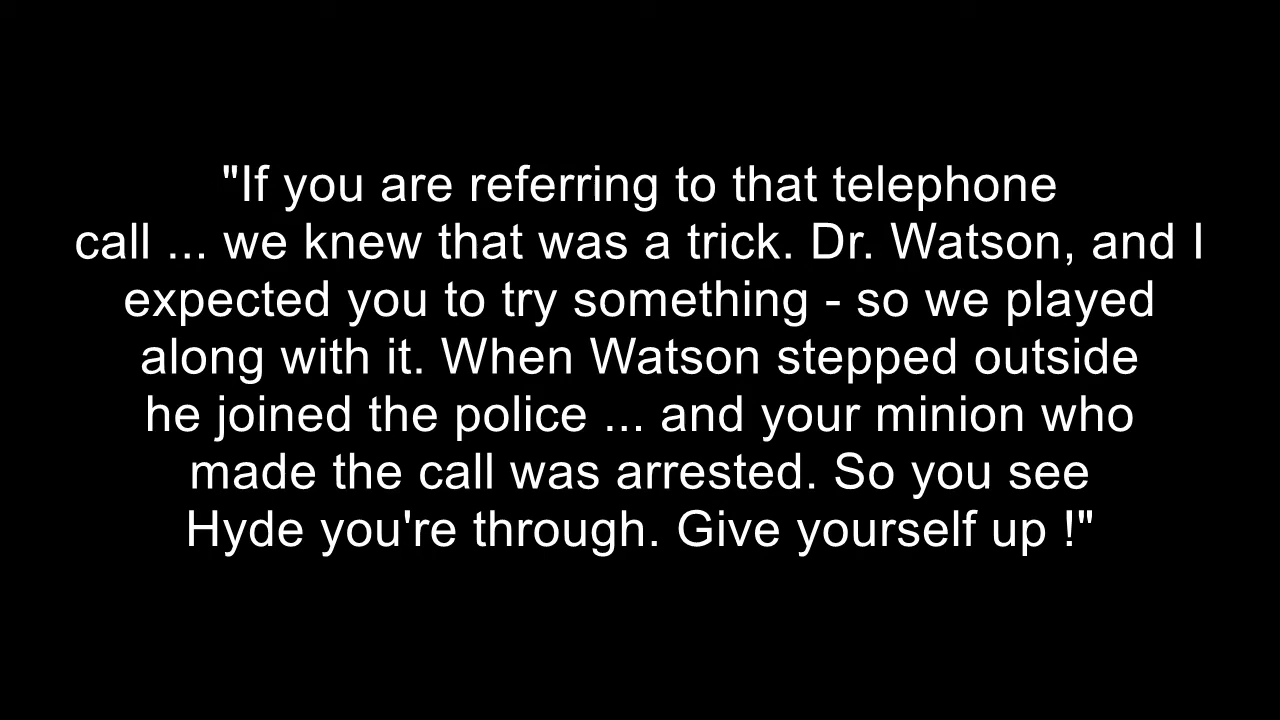 "If you are referring to that telephone
call ... we knew that was a trick. Dr. Watson, and I
expected you to try something - so we played
along with it. When Watson stepped outside
he joined the police ... and your minion who
made the call was arrested. So you see
Hyde you're through. Give yourself up !"